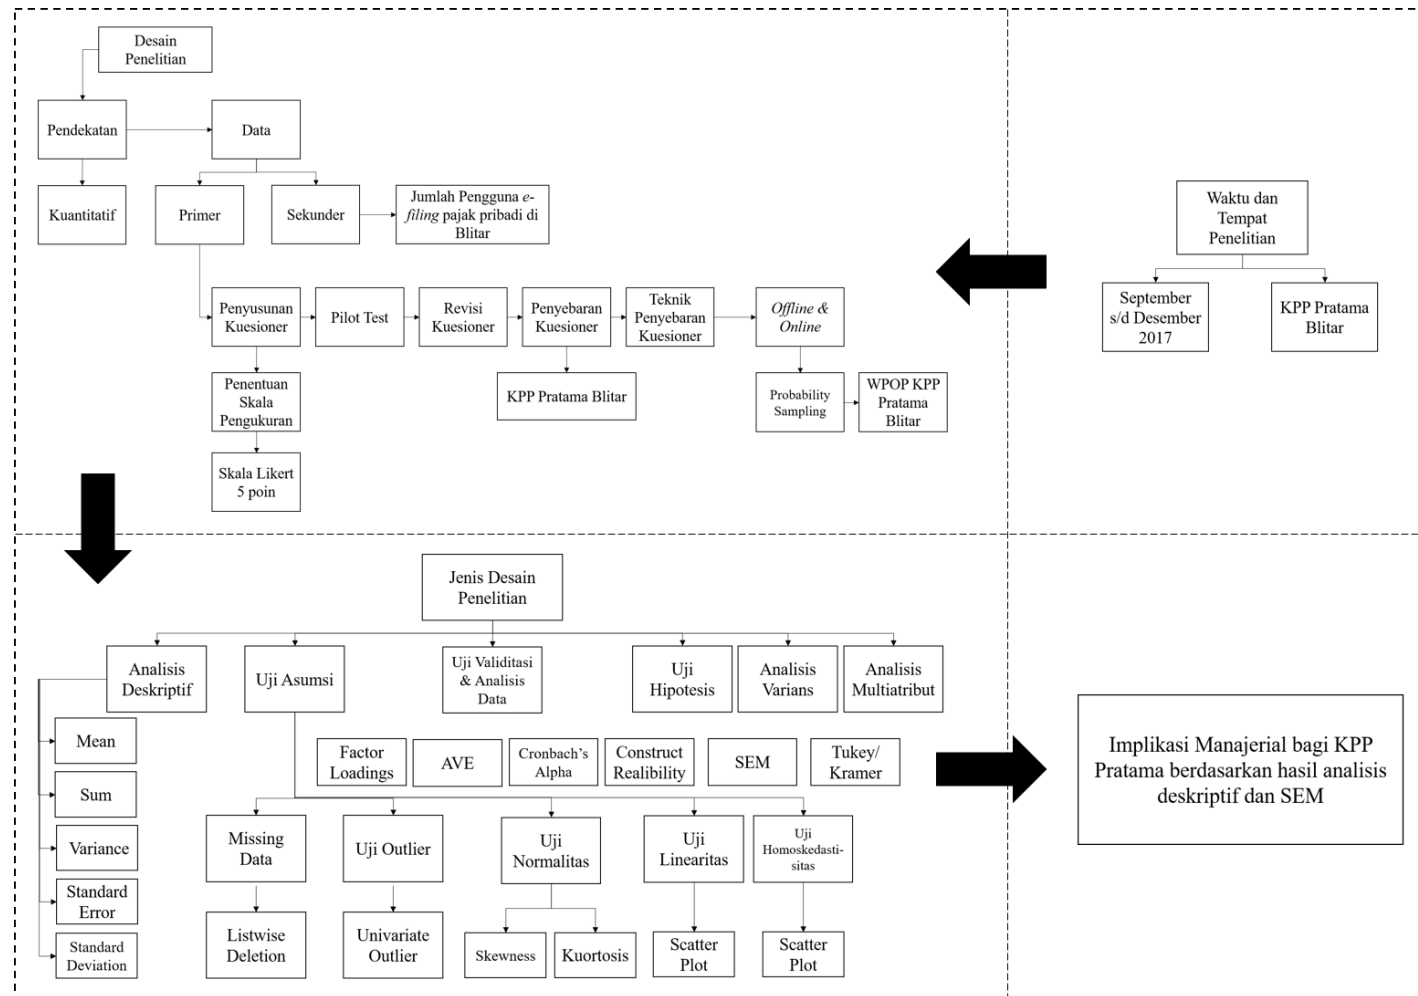 Desain
Penelitian
Pendekatan
Data
Kuantitatif
Primer
Sekunder
Jumlah Pengguna e-
filing pajak pribadi di
Blitar
Penyusunan
Kuesioner
Pilot Test
Revisi
Kuesioner
Penyebaran
Kuesioner
Teknik
Penyebaran
Kuesioner
Offline &
Online
Penentuan
Skala
Pengukuran
KPP Pratama Blitar
Probability
Sampling
WPOP KPP
Pratama
Blitar
Skala Likert
5 poin
Waktu dan
Tempat
Penelitian
September
s/d Desember
2017
KPP Pratama
Blitar
Jenis Desain
Penelitian
Analisis
Deskriptif
Uji Asumsi
Uji Validitasi
& Analisis
Data
Uji
Hipotesis
Analisis
Varians
Analisis
Multiatribut
Mean
Sum
Variance
Standard
Error
Standard
Deviation
Factor
Loadings
AVE
Cronbach's
Alpha
Construct
Realibility
SEM
Tukey/
Kramer
Missing
Data
Uji Outlier
Uji
Normalitas
Uji
Linearitas
Uji
Homoskedasti-
sitas
Listwise
Deletion
Univariate
Outlier
Skewness
Kuortosis
Scatter
Plot
Scatter
Plot
Implikasi Manajerial bagi KPP
Pratama berdasarkan hasil analisis
deskriptif dan SEM